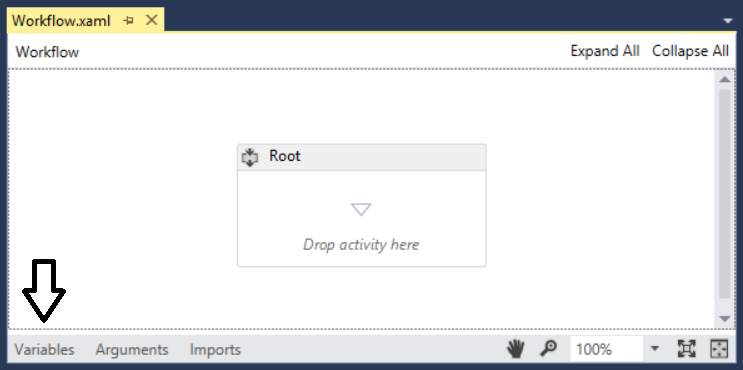 Workflow.xaml
Workflow Expand All Collapse All
Root
Drop activity here
Variables Arguments Imports 100%